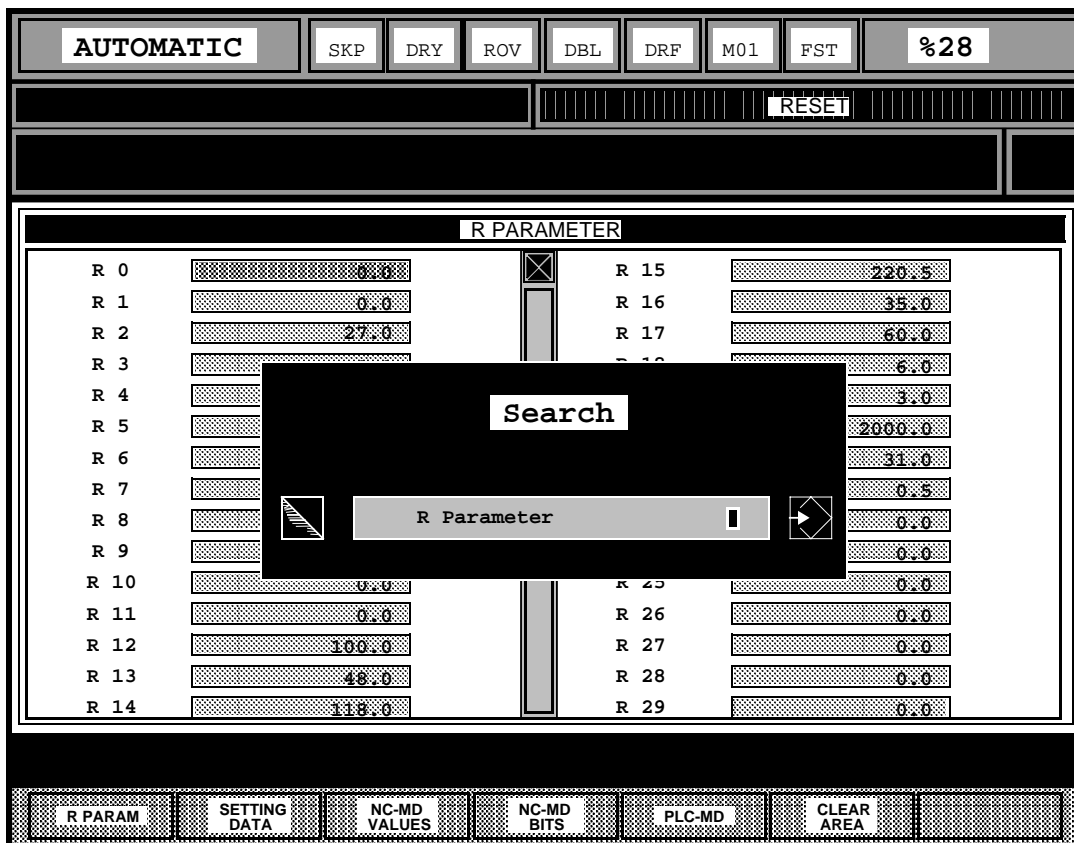 AUTOMATIC SKP DRY ROV DBL DRF M01 FST %28
RESET
R PARAMETER
R 0 0.0 R 15 220.5
R 1 0.0 R 16 35.0
R 2 27.0 R 17 60.0
R 3 6.0
R 4 3.0
R 5 2000.0
R 6 31.0
R 7 0.5
R 8 0.0
R 9 0.0
Search
R Parameter
R 10 0.0 R 25 0.0
R 11 0.0 R 26 0.0
R 12 100.0 R 27 0.0
R 13 48.0 R 28 0.0
R 14 118.0 R 29 0.0
R PARAM SETTING DATA NC-MD VALUES NC-MD BITS PLC-MD CLEAR AREA